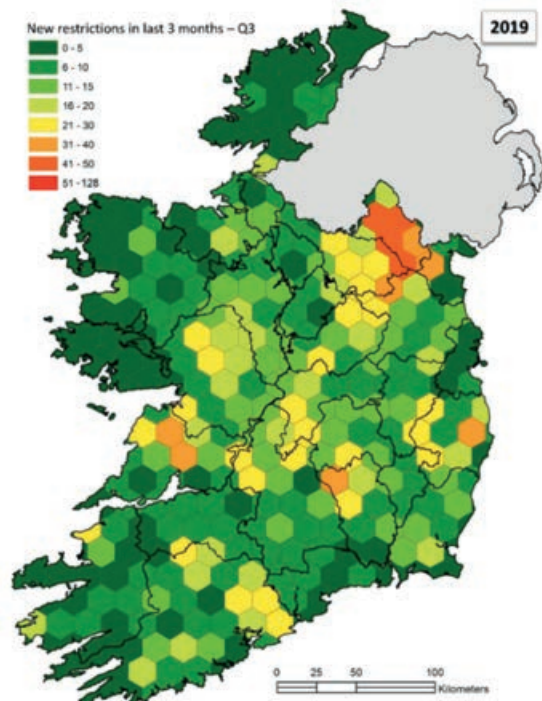 New restrictions in last 3 months – Q3
2019
0 - 5
6 - 10
11 - 15
16 - 20
21 - 30
31 - 40
41 - 50
51 - 128
0 25 50 100
Kilometers